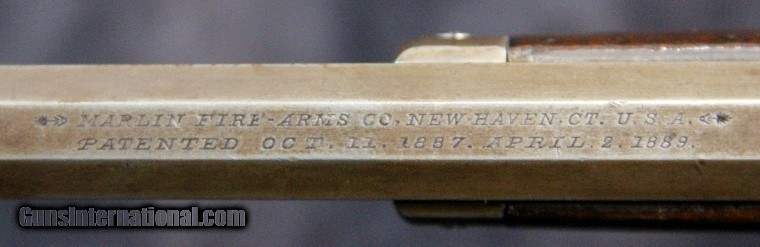 MARLIN FIRE-ARMS CO. NEW-HAVEN. CT. U.S.A.
PATENTED OCT. 11. 1887. APRIL. 2. 1889.
GunsInternational.com